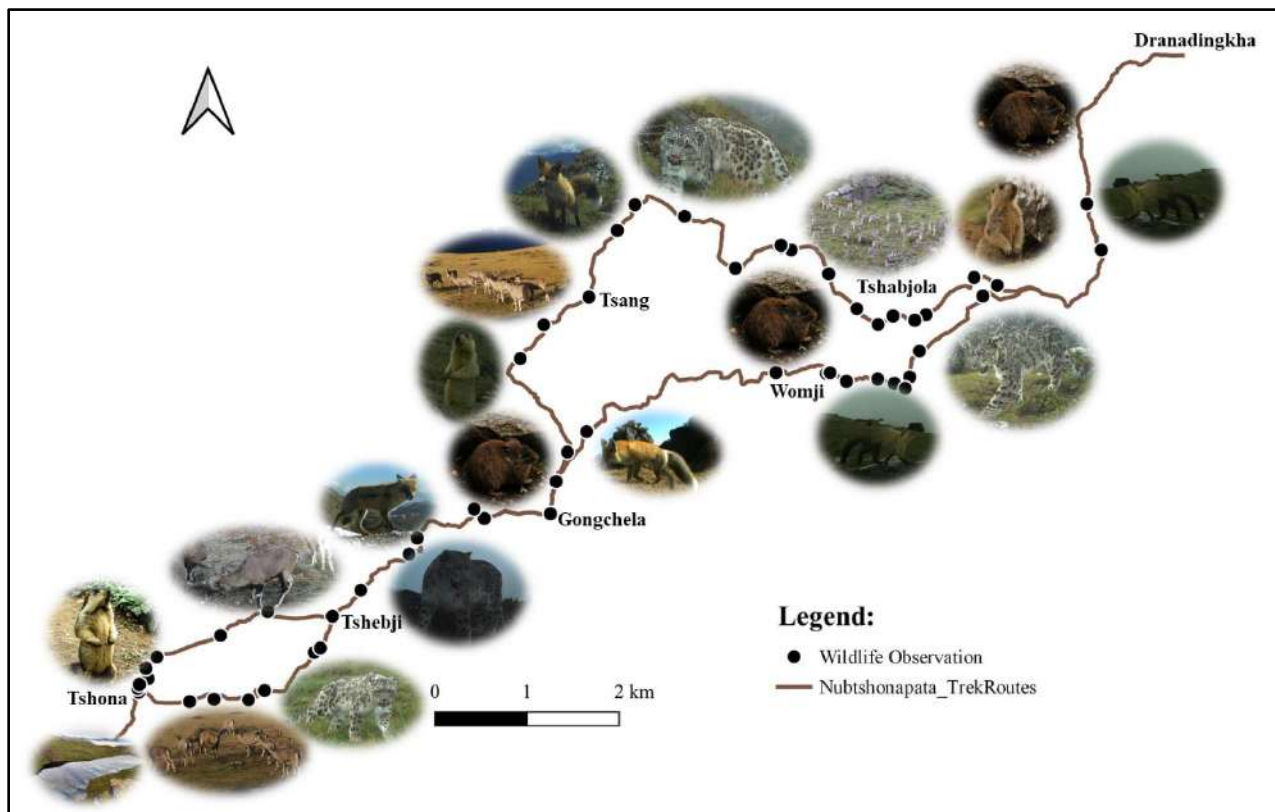 Dranadingkha
Tshabjola
Tsang
Womji
Gongchela
Tshebji
Tshona
Legend:
Wildlife Observation
Nubtshonapata_TrekRoutes
0 1 2 km